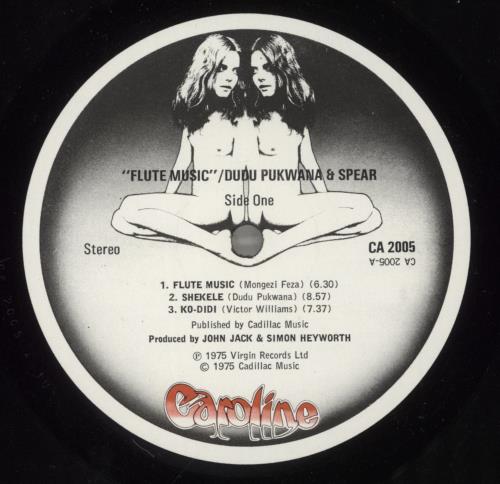 "FLUTE MUSIC"/DUDU PUKWANA & SPEAR
Side One
Stereo
CA 2005
CA 2005-A
1. FLUTE MUSIC (Mongezi Feza) (6.30)
2. SHEKELE (Dudu Pukwana) (8.57)
3. KO-DIDI (Victor Williams) (7.37)
Published by Cadillac Music
Produced by JOHN JACK & SIMON HEYWORTH
℗ 1975 Virgin Records Ltd
© 1975 Cadillac Music
Caroline